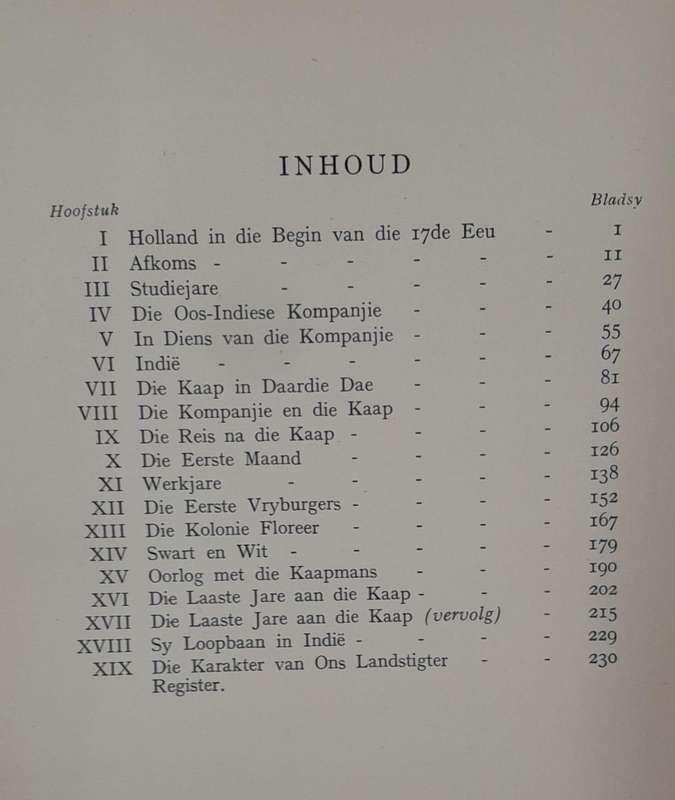 INHOUD
Hoofstuk Bladsy
I Holland in die Begin van die 17de Eeu - 1
II Afkoms - - - - - - 11
III Studiejare - - - - - 27
IV Die Oos-Indiese Kompanjie - - - 40
V In Diens van die Kompanjie - - - 55
VI Indië - - - - - - 67
VII Die Kaap in Daardie Dae - - - 81
VIII Die Kompanjie en die Kaap - - - 94
IX Die Reis na die Kaap - - - - 106
X Die Eerste Maand - - - - 126
XI Werkjare - - - - - 138
XII Die Eerste Vryburgers - - - - 152
XIII Die Kolonie Floreer - - - - 167
XIV Swart en Wit - - - - - 179
XV Oorlog met die Kaapmans - - - 190
XVI Die Laaste Jare aan die Kaap - - - 202
XVII Die Laaste Jare aan die Kaap (vervolg) - 215
XVIII Sy Loopbaan in Indië - - - - 229
XIX Die Karakter van Ons Landstigter - - 230
Register.